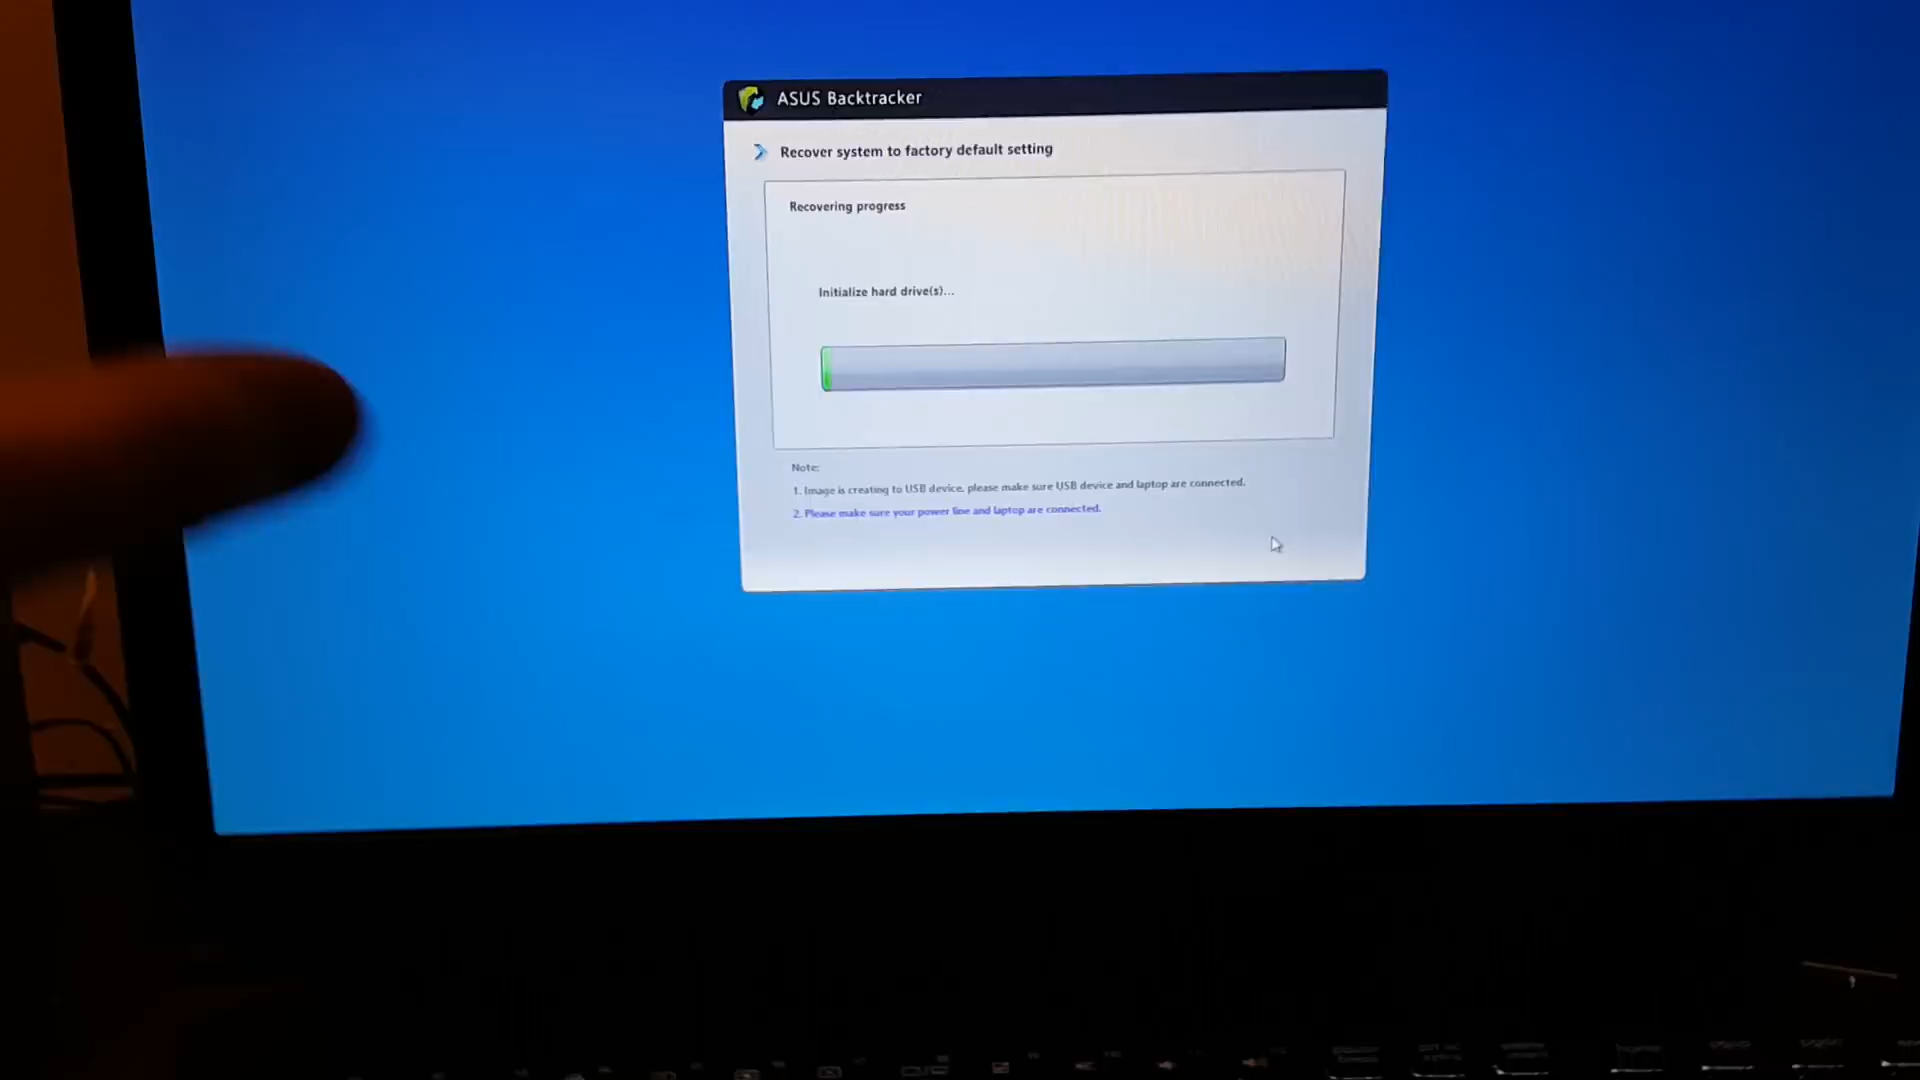 ASUS Backtracker
Recover system to factory default setting
Recovering progress
Initialize hard drive(s)...
Note:
1. Image is creating to USB device, please make sure USB device and laptop are connected.
2. Please make sure your power line and laptop are connected.